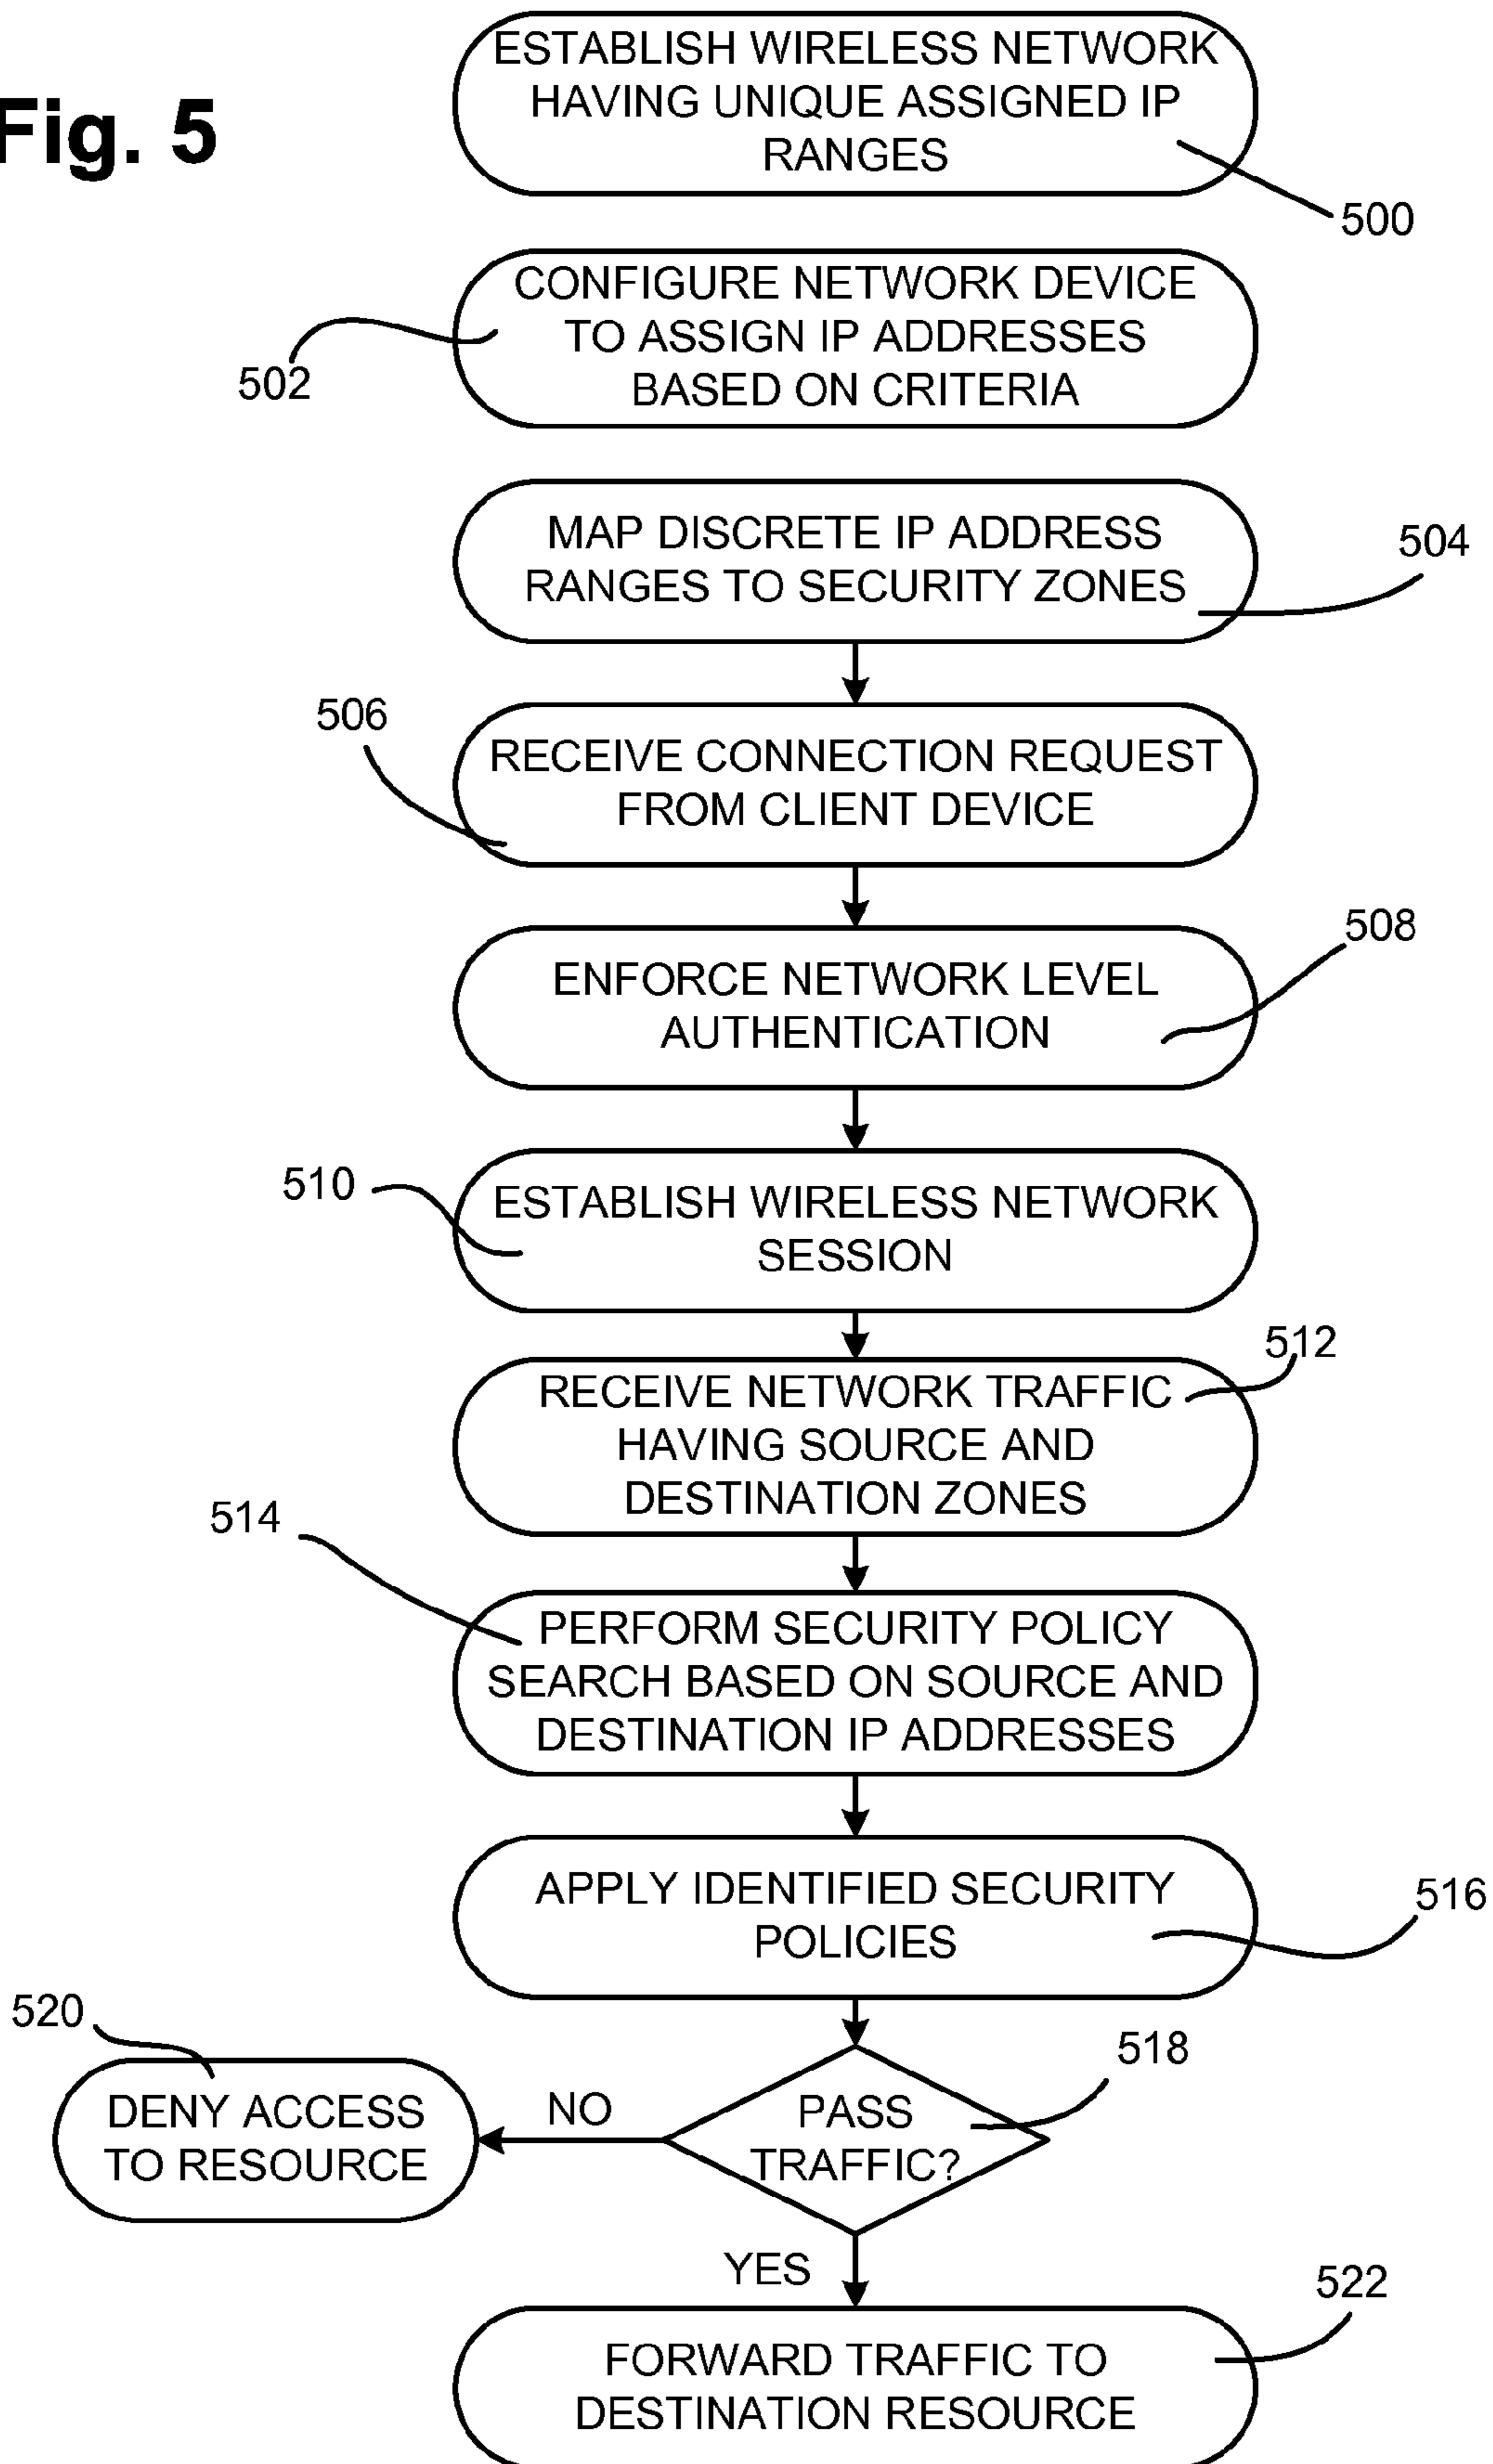 Fig. 5
ESTABLISH WIRELESS NETWORK
HAVING UNIQUE ASSIGNED IP
RANGES
500
CONFIGURE NETWORK DEVICE
TO ASSIGN IP ADDRESSES
BASED ON CRITERIA
502
MAP DISCRETE IP ADDRESS
RANGES TO SECURITY ZONES
504
506
RECEIVE CONNECTION REQUEST
FROM CLIENT DEVICE
508
ENFORCE NETWORK LEVEL
AUTHENTICATION
510
ESTABLISH WIRELESS NETWORK
SESSION
512
RECEIVE NETWORK TRAFFIC
HAVING SOURCE AND
DESTINATION ZONES
514
PERFORM SECURITY POLICY
SEARCH BASED ON SOURCE AND
DESTINATION IP ADDRESSES
APPLY IDENTIFIED SECURITY
POLICIES
516
520
518
DENY ACCESS
TO RESOURCE
NO
PASS
TRAFFIC?
YES
522
FORWARD TRAFFIC TO
DESTINATION RESOURCE